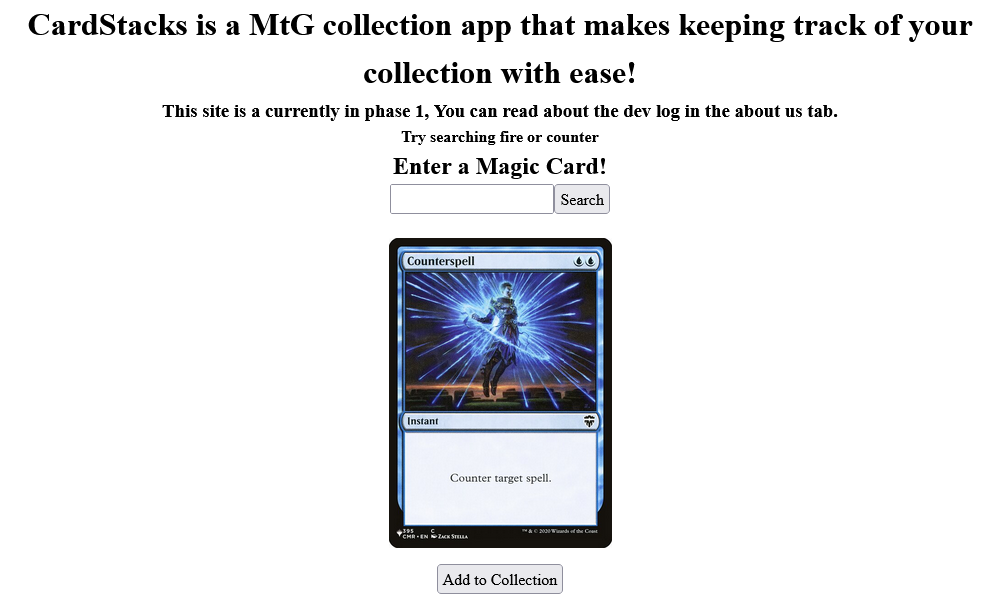 CardStacks is a MtG collection app that makes keeping track of your
collection with ease!
This site is a currently in phase 1, You can read about the dev log in the about us tab.
Try searching fire or counter
Enter a Magic Card!
Search
Counterspell
Instant
Counter target spell.
395 C
CMR • EN ZACK STELLA
™ & © 2020 Wizards of the Coast
Add to Collection